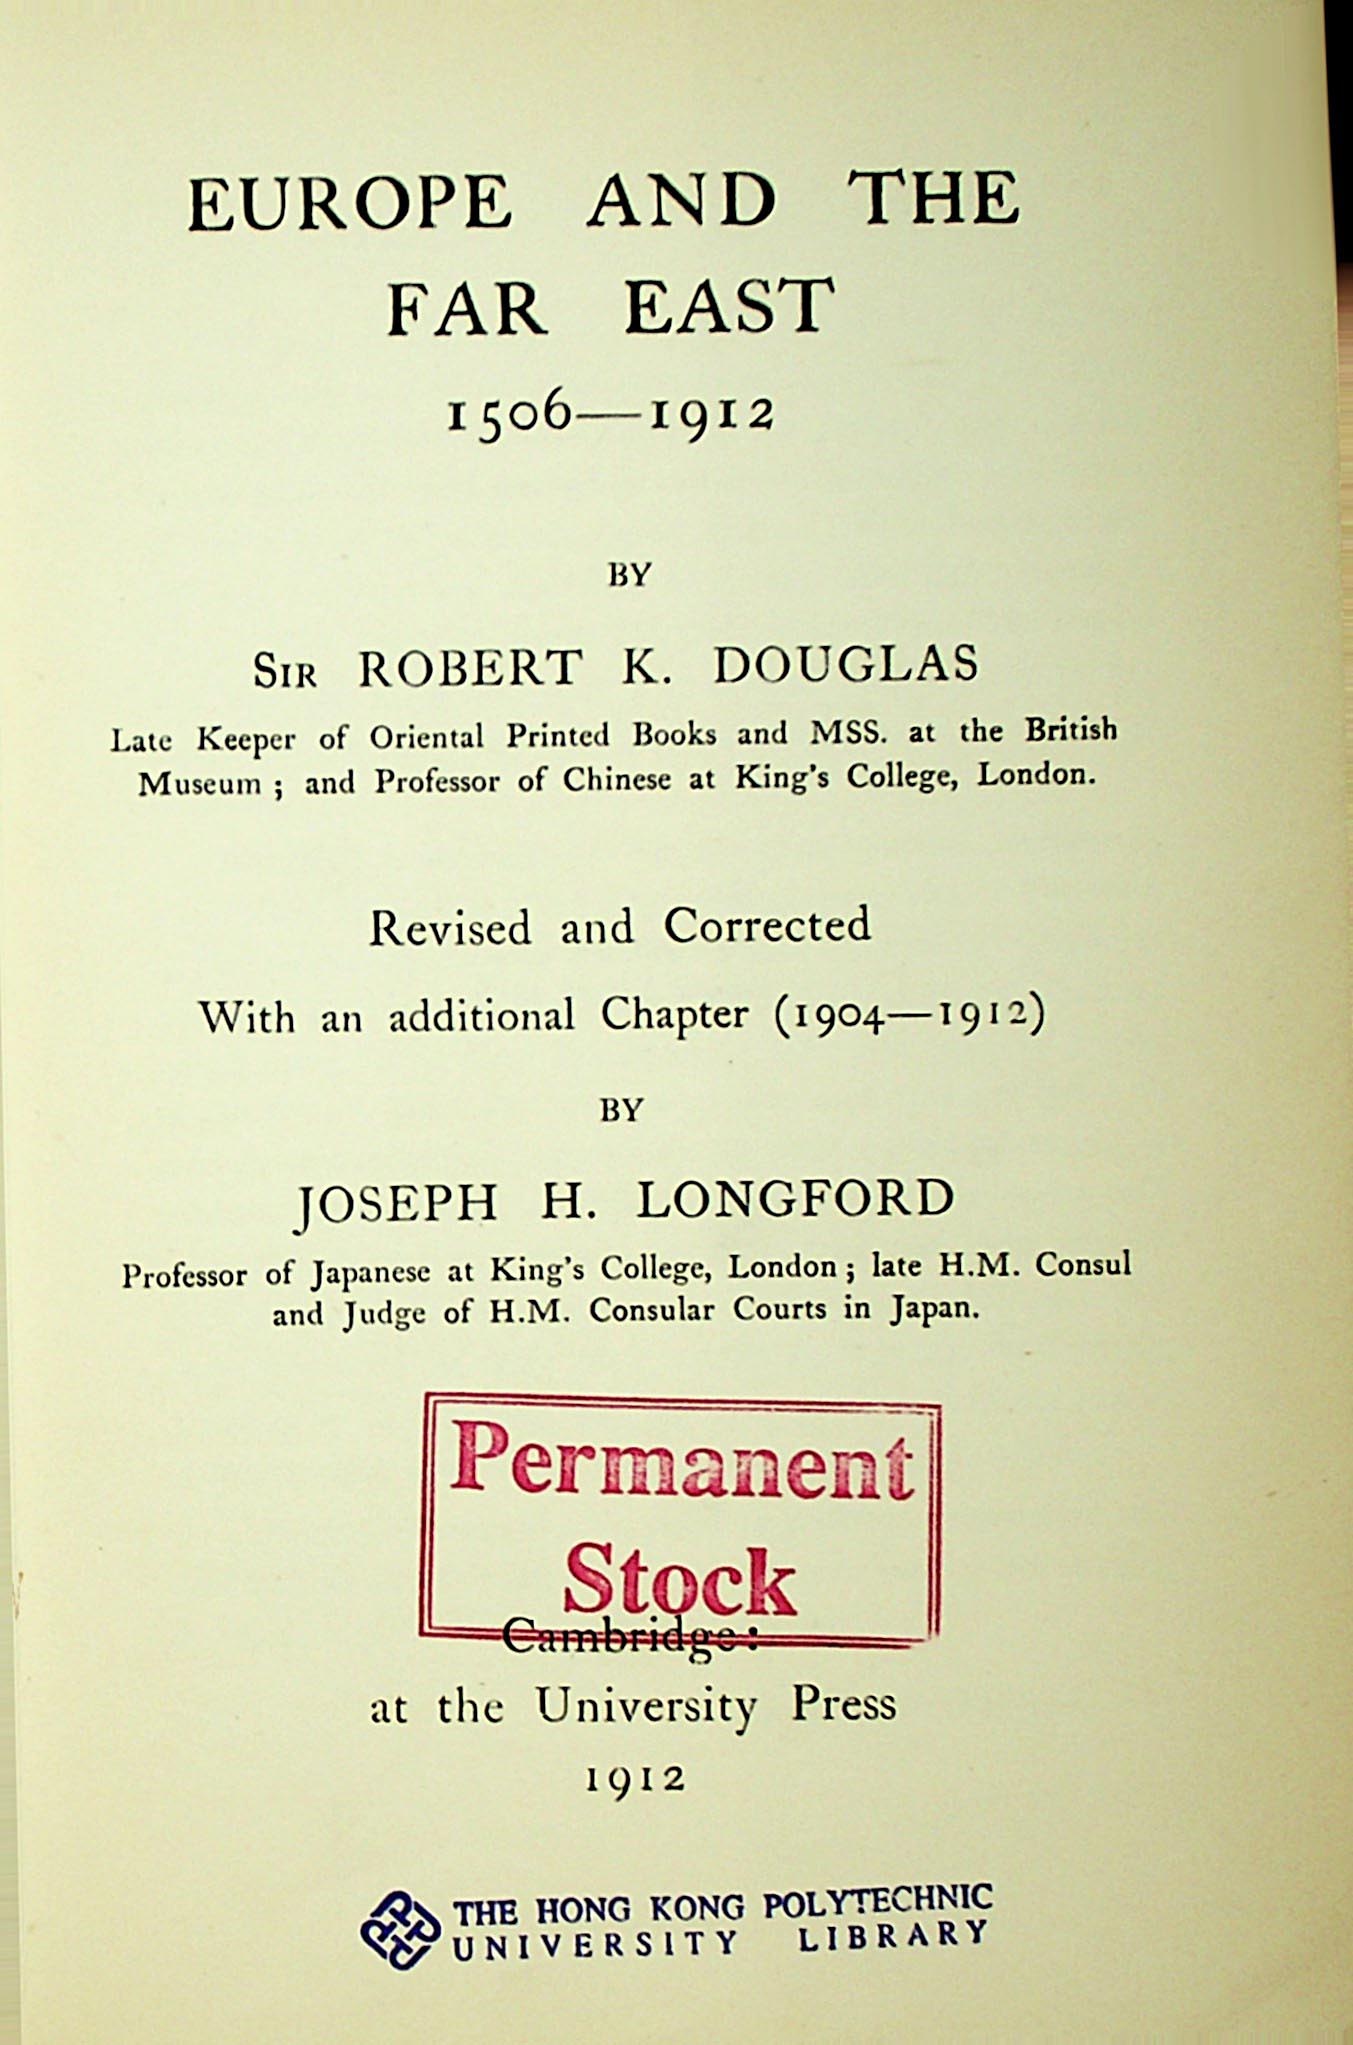 EUROPE AND THE
FAR EAST
1506—1912
BY
SIR ROBERT K. DOUGLAS
Late Keeper of Oriental Printed Books and MSS. at the British
Museum; and Professor of Chinese at King's College, London.
Revised and Corrected
With an additional Chapter (1904—1912)
BY
JOSEPH H. LONGFORD
Professor of Japanese at King's College, London; late H.M. Consul
and Judge of H.M. Consular Courts in Japan.
Permanent
Stock
Cambridge:
at the University Press
1912
THE HONG KONG POLYTECHNIC
UNIVERSITY LIBRARY